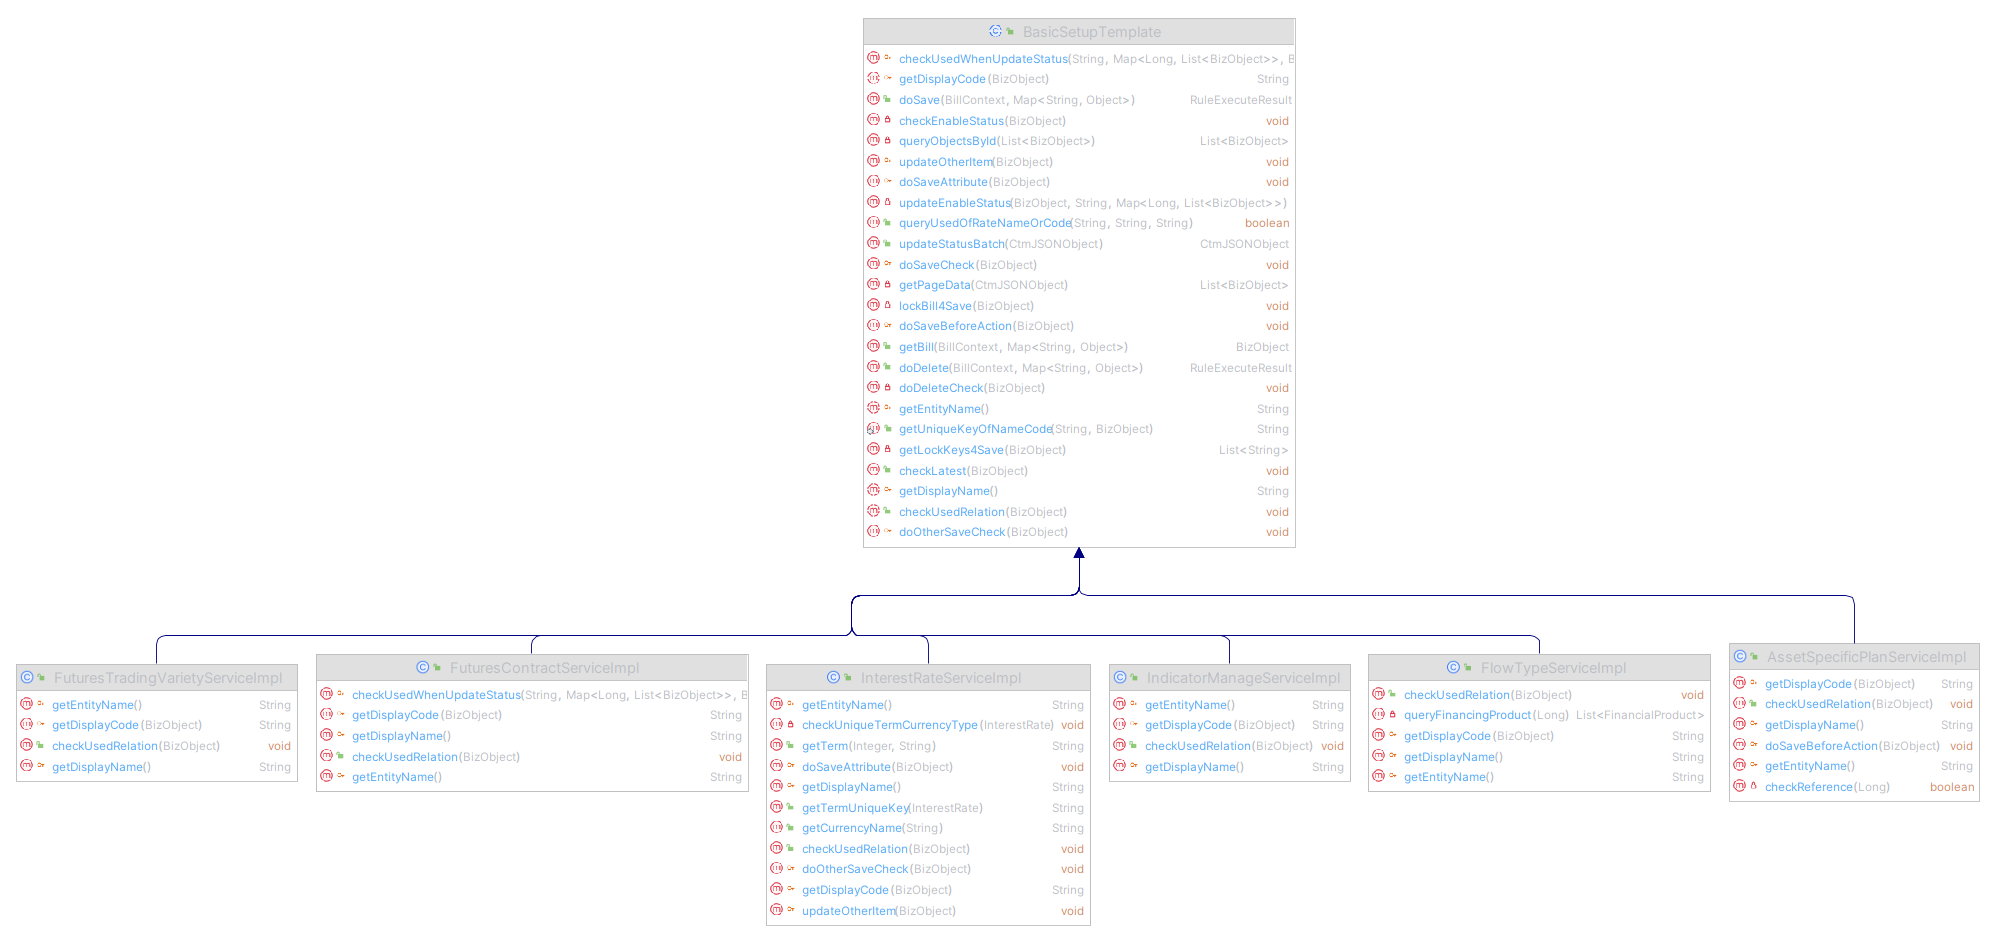 BasicSetupTemplate
checkUsedWhenUpdateStatus(String, Map<Long, List<BizObject>>, B
getDisplayCode(BizObject) String
doSave(BillContext, Map<String, Object>) RuleExecuteResult
checkEnableStatus(BizObject) void
queryObjectsById(List<BizObject>) List<BizObject>
updateOtherItem(BizObject) void
doSaveAttribute(BizObject) void
updateEnableStatus(BizObject, String, Map<Long, List<BizObject>>)
queryUsedOfRateNameOrCode(String, String, String) boolean
updateStatusBatch(CtmJSONObject) CtmJSONObject
doSaveCheck(BizObject) void
getPageData(CtmJSONObject) List<BizObject>
lockBill4Save(BizObject) void
doSaveBeforeAction(BizObject) void
getBill(BillContext, Map<String, Object>) BizObject
doDelete(BillContext, Map<String, Object>) RuleExecuteResult
doDeleteCheck(BizObject) void
getEntityName() String
getUniqueKeyOfNameCode(String, BizObject) String
getLockKeys4Save(BizObject) List<String>
checkLatest(BizObject) void
getDisplayName() String
checkUsedRelation(BizObject) void
doOtherSaveCheck(BizObject) void
FuturesTradingVarietyServiceImpl
getEntityName() String
getDisplayCode(BizObject) String
checkUsedRelation(BizObject) void
getDisplayName() String
FuturesContractServiceImpl
checkUsedWhenUpdateStatus(String, Map<Long, List<BizObject>>, B
getDisplayCode(BizObject) String
getDisplayName() String
checkUsedRelation(BizObject) void
getEntityName() String
InterestRateServiceImpl
getEntityName() String
checkUniqueTermCurrencyType(InterestRate) void
getTerm(Integer, String) String
doSaveAttribute(BizObject) void
getDisplayName() String
getTermUniqueKey(InterestRate) String
getCurrencyName(String) String
checkUsedRelation(BizObject) void
doOtherSaveCheck(BizObject) void
getDisplayCode(BizObject) String
updateOtherItem(BizObject) void
IndicatorManageServiceImpl
getEntityName() String
getDisplayCode(BizObject) String
checkUsedRelation(BizObject) void
getDisplayName() String
FlowTypeServiceImpl
checkUsedRelation(BizObject) void
queryFinancingProduct(Long) List<FinancialProduct>
getDisplayCode(BizObject) String
getDisplayName() String
getEntityName() String
AssetSpecificPlanServiceImpl
getDisplayCode(BizObject) String
checkUsedRelation(BizObject) void
getDisplayName() String
doSaveBeforeAction(BizObject) void
getEntityName() String
checkReference(Long) boolean